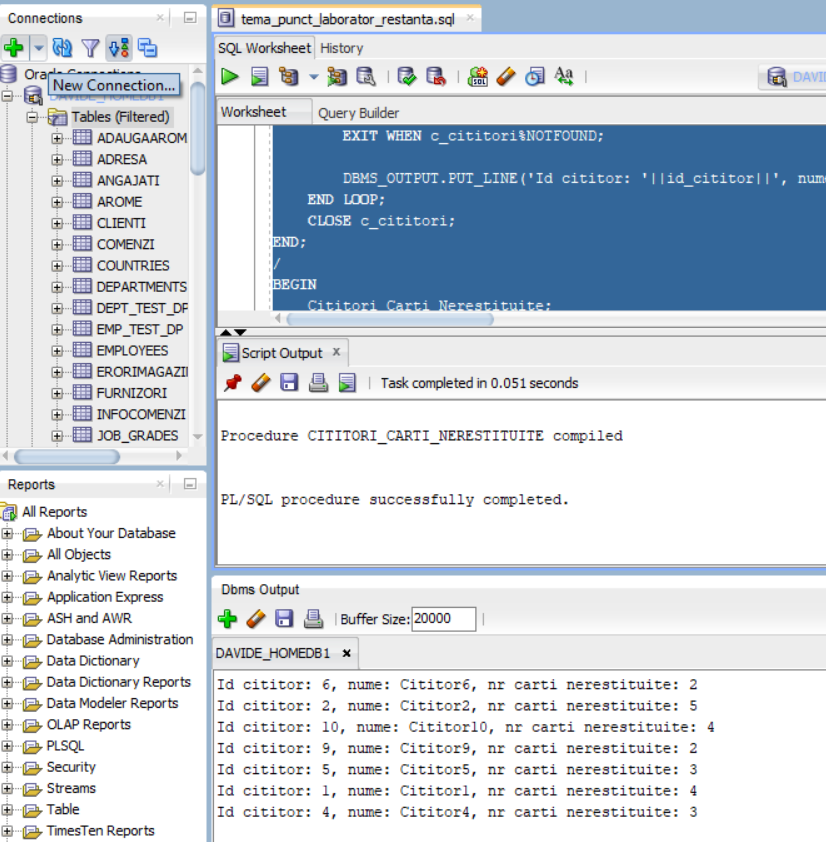 Connections
Oracle Connections
New Connection...
DAVIDE_HOMEDB1
Tables (Filtered)
ADAUGAAROM
ADRESA
ANGAJATI
AROME
CLIENTI
COMENZI
COUNTRIES
DEPARTMENTS
DEPT_TEST_DP
EMP_TEST_DP
EMPLOYEES
ERORIMAGAZI
FURNIZORI
INFOCOMENZI
JOB_GRADES
Reports
All Reports
About Your Database
All Objects
Analytic View Reports
Application Express
ASH and AWR
Database Administration
Data Dictionary
Data Dictionary Reports
Data Modeler Reports
OLAP Reports
PLSQL
Security
Streams
Table
TimesTen Reports
tema_punct_laborator_restanta.sql
SQL Worksheet History
SQL
Aa
DAVI
Worksheet Query Builder
EXIT WHEN c_cititori%NOTFOUND;
DBMS_OUTPUT.PUT_LINE('Id cititor: '||id_cititor||', num
END LOOP;
CLOSE c_cititori;
END;
/
BEGIN
Cititori_Carti_Nerestituite;
Script Output x
Task completed in 0.051 seconds
Procedure CITITORI_CARTI_NERESTITUITE compiled
PL/SQL procedure successfully completed.
Dbms Output
Buffer Size: 20000
DAVIDE_HOMEDB1 x
Id cititor: 6, nume: Cititor6, nr carti nerestituite: 2
Id cititor: 2, nume: Cititor2, nr carti nerestituite: 5
Id cititor: 10, nume: Cititor10, nr carti nerestituite: 4
Id cititor: 9, nume: Cititor9, nr carti nerestituite: 2
Id cititor: 5, nume: Cititor5, nr carti nerestituite: 3
Id cititor: 1, nume: Cititor1, nr carti nerestituite: 4
Id cititor: 4, nume: Cititor4, nr carti nerestituite: 3